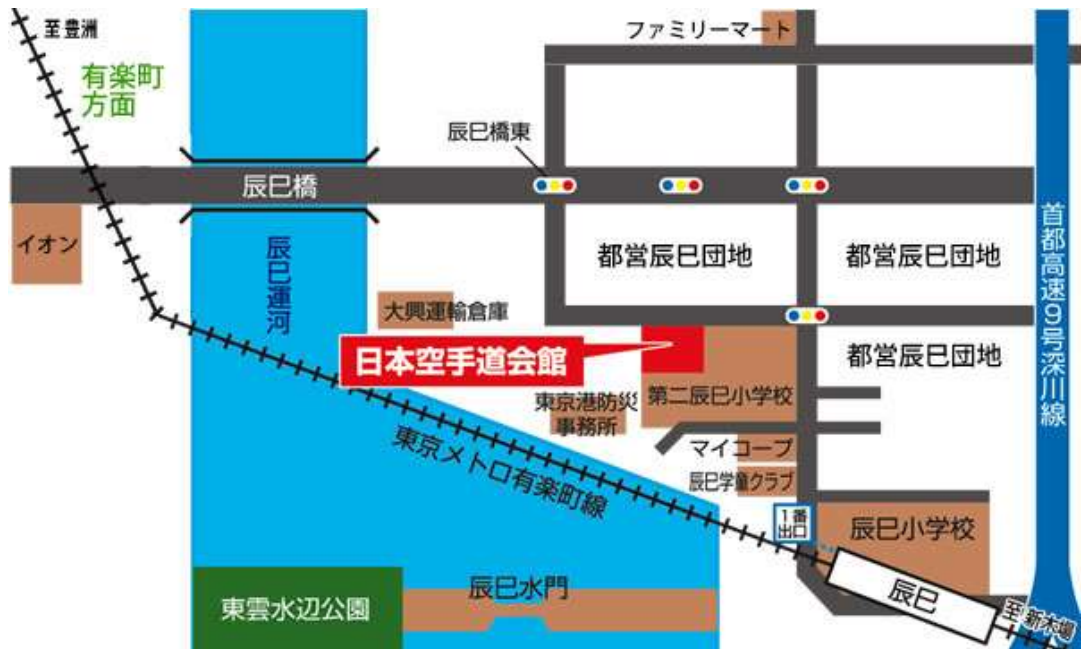 至豊洲
有楽町
方面
ファミリーマート
辰巳橋東
辰巳橋
イオン
辰巳運河
都営辰巳団地
都営辰巳団地
首都高速9号深川線
大興運輸倉庫
日本空手道会館
都営辰巳団地
第二辰巳小学校
東京港防災
事務所
東京メトロ有楽町線
マイコープ
辰巳学童クラブ
1番
出口
辰巳小学校
辰巳水門
東雲水辺公園
辰巳
至新木場